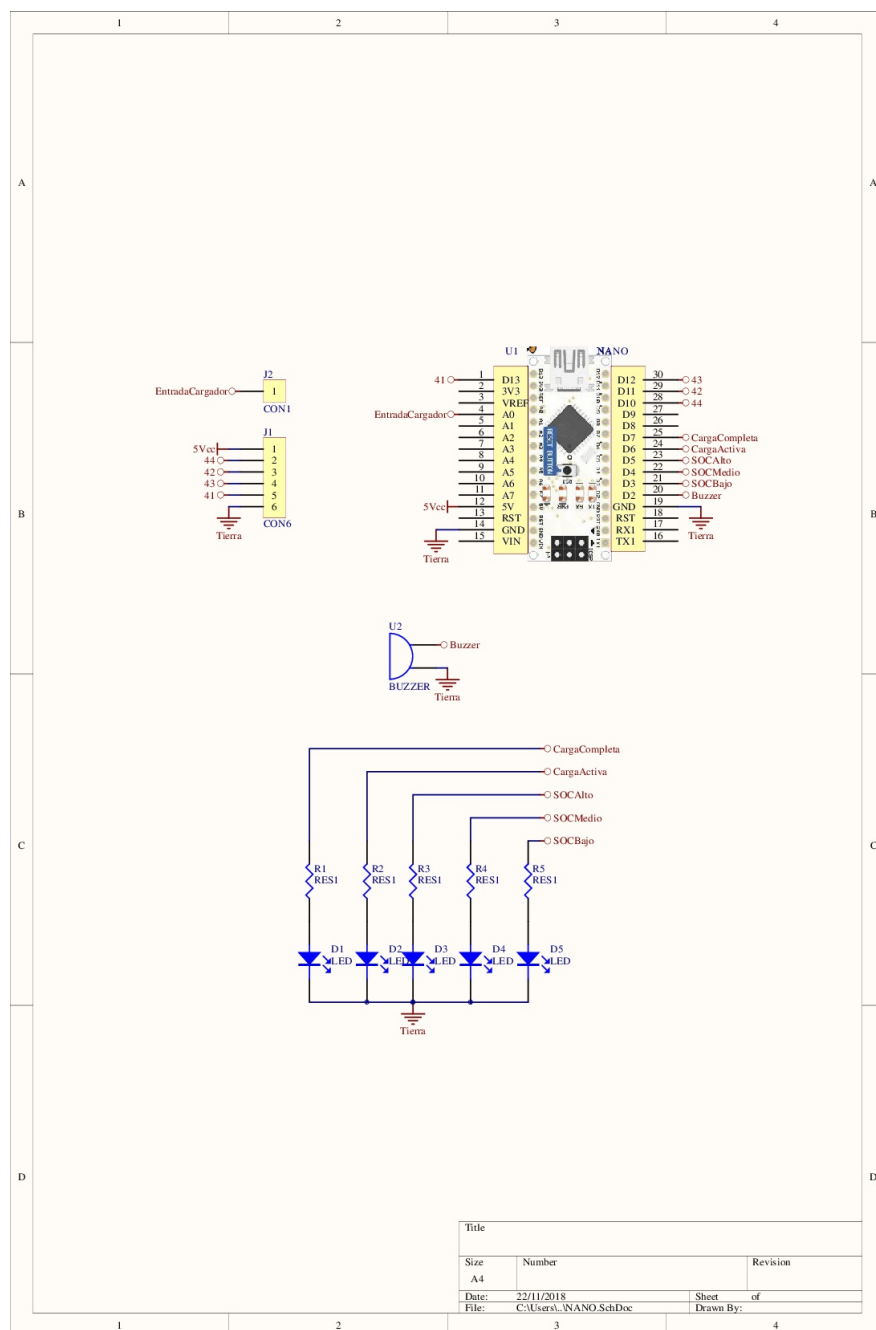 1 2 3 4
A A
U1 NANO
J2
EntradaCargador 1
CON1
J1
5Vcc 1
44 2
42 3
43 4
41 5
6
CON6
Tierra
41 1 D13
2 3V3
3 VREF
EntradaCargador 4 A0
5 A1
6 A2
7 A3
8 A4
9 A5
10 A6
11 A7
5Vcc 12 5V
13 RST
14 GND
15 VIN
Tierra
RESET BUTTON
D12 30 43
D11 29 42
D10 28 44
D9 27
D8 26
D7 25 CargaCompleta
D6 24 CargaActiva
D5 23 SOCAlto
D4 22 SOCMedio
D3 21 SOCBajo
D2 20 Buzzer
GND 19
RST 18
RX1 17
TX1 16
Tierra
B B
U2
Buzzer
BUZZER
Tierra
CargaCompleta
CargaActiva
SOCAlto
SOCMedio
SOCBajo
C C
R1 R2 R3 R4 R5
RES1 RES1 RES1 RES1 RES1
D1 D2 D3 D4 D5
LED LED LED LED LED
Tierra
D D
Title
Size Number Revision
A4
Date: 22/11/2018 Sheet of
File: C:\Users\..\NANO.SchDoc Drawn By:
1 2 3 4